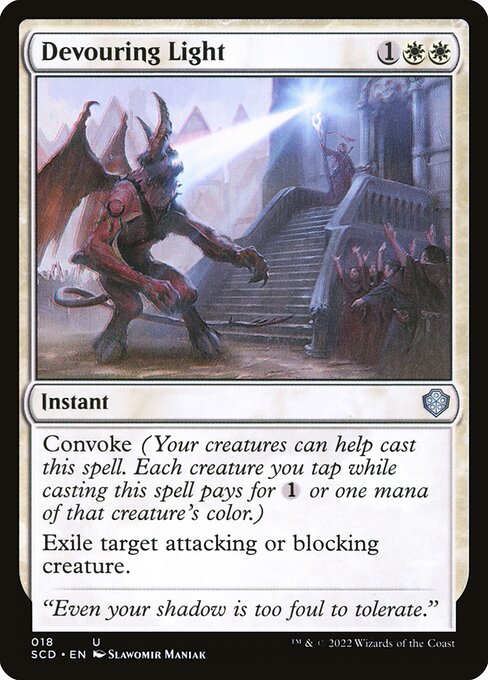 Devouring Light 1
Instant
Convoke (Your creatures can help cast
this spell. Each creature you tap while
casting this spell pays for 1 or one mana
of that creature's color.)
Exile target attacking or blocking
creature.
"Even your shadow is too foul to tolerate."
018 U
SCD • EN Slawomir Maniak
™ & © 2022 Wizards of the Coast